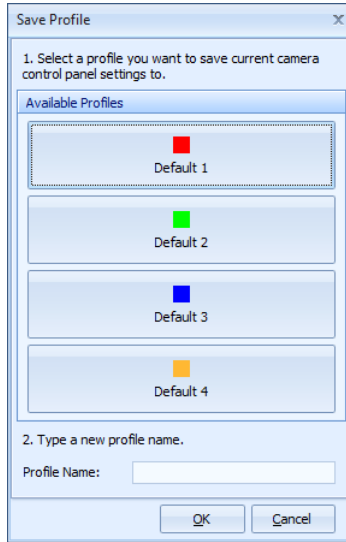 Save Profile
x
1. Select a profile you want to save current camera
control panel settings to.
Available Profiles
Default 1
Default 2
Default 3
Default 4
2. Type a new profile name.
Profile Name:
OK Cancel